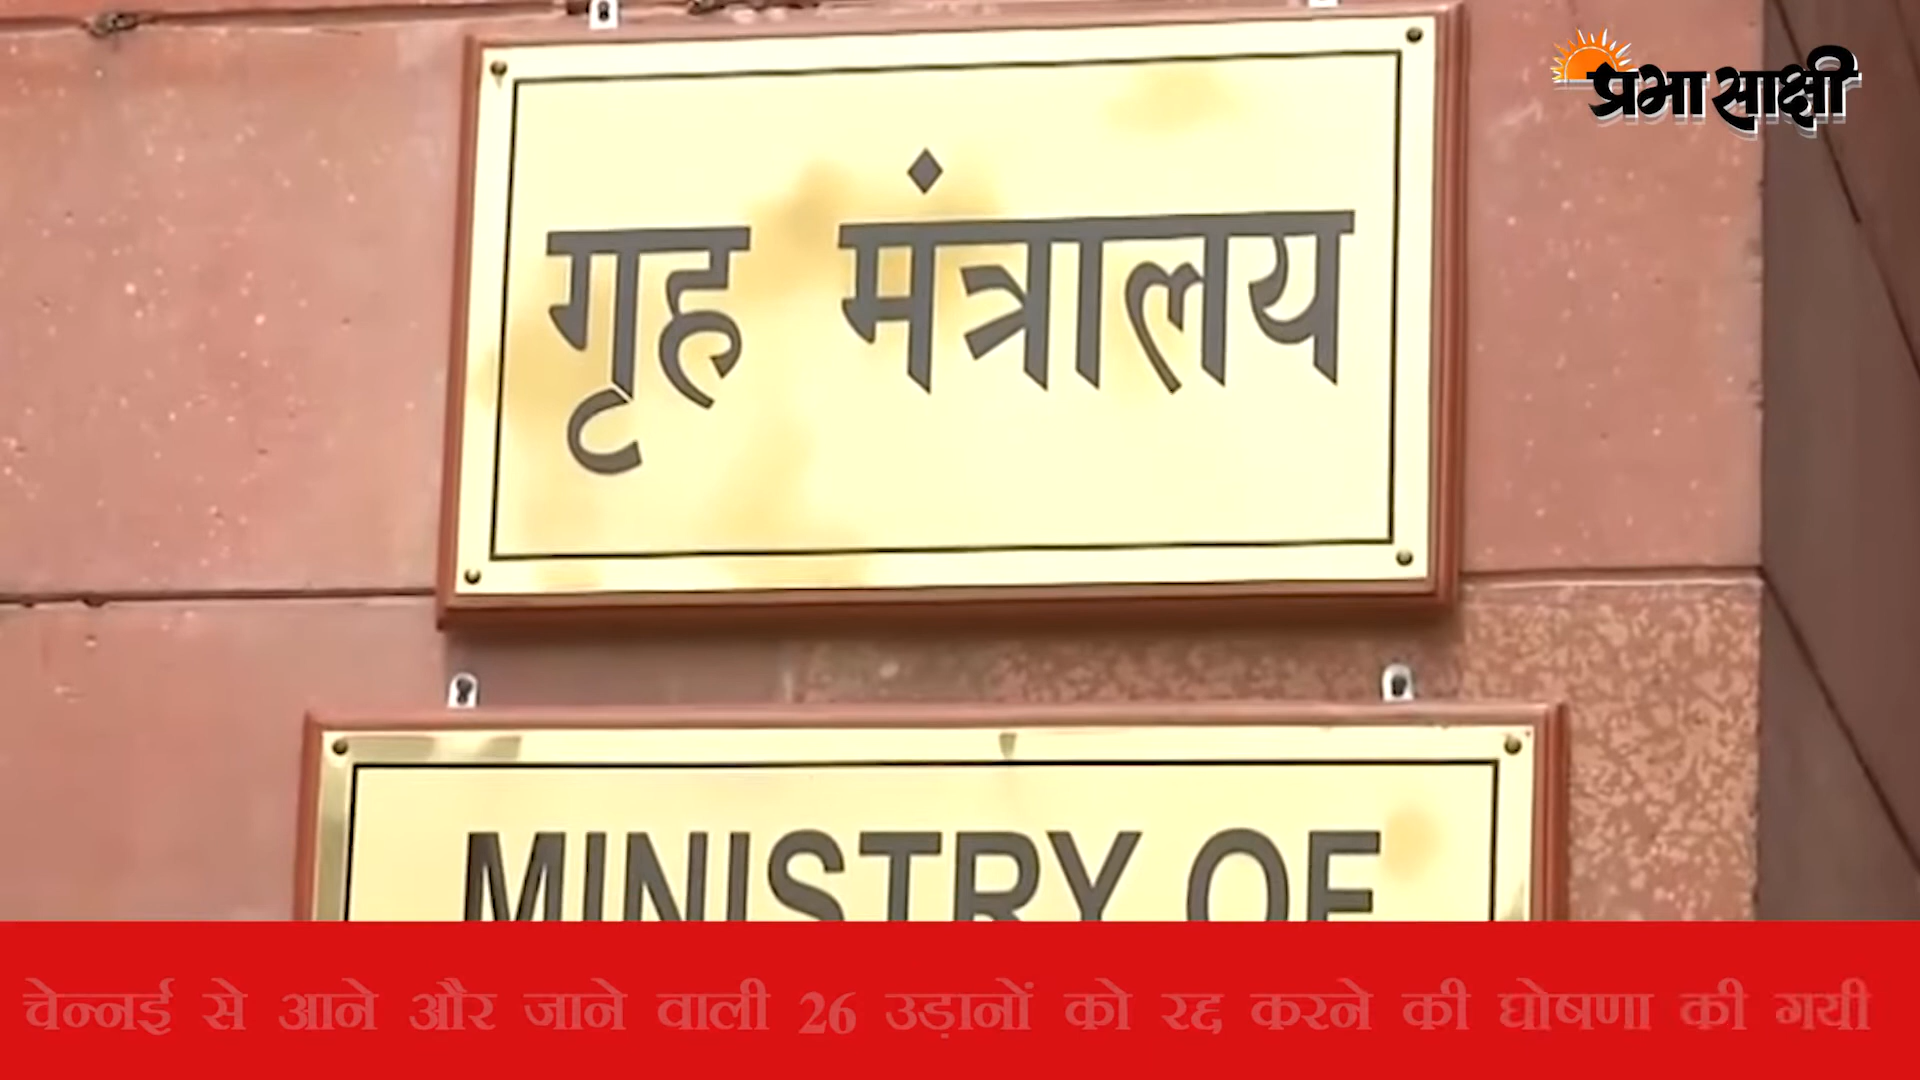 प्रभासाक्षी
गृह मंत्रालय
MINISTRY OF
चेन्नई से आने और जाने वाली 26 उड़ानों को रद्द करने की घोषणा की गयी